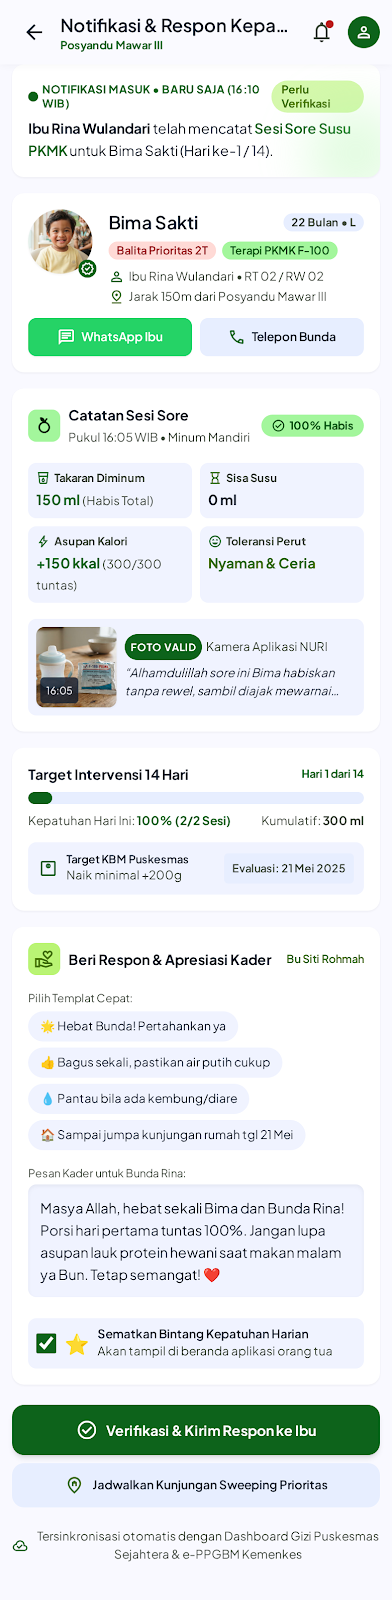 Notifikasi & Respon Kepa...
Posyandu Mawar III
NOTIFIKASI MASUK • BARU SAJA (16:10
WIB)
Perlu
Verifikasi
Ibu Rina Wulandari telah mencatat Sesi Sore Susu
PKMK untuk Bima Sakti (Hari ke-1 / 14).
Bima Sakti
22 Bulan • L
Balita Prioritas 2T
Terapi PKMK F-100
Ibu Rina Wulandari • RT 02 / RW 02
Jarak 150m dari Posyandu Mawar III
WhatsApp Ibu
Telepon Bunda
Catatan Sesi Sore
Pukul 16:05 WIB • Minum Mandiri
100% Habis
Takaran Diminum
150 ml (Habis Total)
Sisa Susu
0 ml
Asupan Kalori
+150 kkal (300/300
tuntas)
Toleransi Perut
Nyaman & Ceria
16:05
FOTO VALID
Kamera Aplikasi NURI
"Alhamdulillah sore ini Bima habiskan
tanpa rewel, sambil diajak mewarnai...
Target Intervensi 14 Hari
Hari 1 dari 14
Kepatuhan Hari Ini: 100% (2/2 Sesi)
Kumulatif: 300 ml
Target KBM Puskesmas
Naik minimal +200g
Evaluasi: 21 Mei 2025
Beri Respon & Apresiasi Kader
Bu Siti Rohmah
Pilih Templat Cepat:
🌟 Hebat Bunda! Pertahankan ya
👍 Bagus sekali, pastikan air putih cukup
💧 Pantau bila ada kembung/diare
🏠 Sampai jumpa kunjungan rumah tgl 21 Mei
Pesan Kader untuk Bunda Rina:
Masya Allah, hebat sekali Bima dan Bunda Rina!
Porsi hari pertama tuntas 100%. Jangan lupa
asupan lauk protein hewani saat makan malam
ya Bun. Tetap semangat! ❤️
⭐ Sematkan Bintang Kepatuhan Harian
Akan tampil di beranda aplikasi orang tua
Verifikasi & Kirim Respon ke Ibu
Jadwalkan Kunjungan Sweeping Prioritas
Tersinkronisasi otomatis dengan Dashboard Gizi Puskesmas
Sejahtera & e-PPGBM Kemenkes